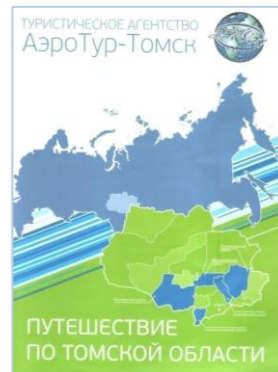 ТУРИСТИЧЕСКОЕ АГЕНТСТВО
АэроТур-Томск
ПУТЕШЕСТВИЕ
ПО ТОМСКОЙ ОБЛАСТИ